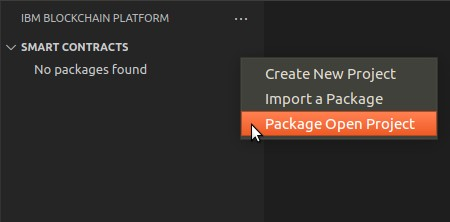 IBM BLOCKCHAIN PLATFORM
SMART CONTRACTS
No packages found
Create New Project
Import a Package
Package Open Project